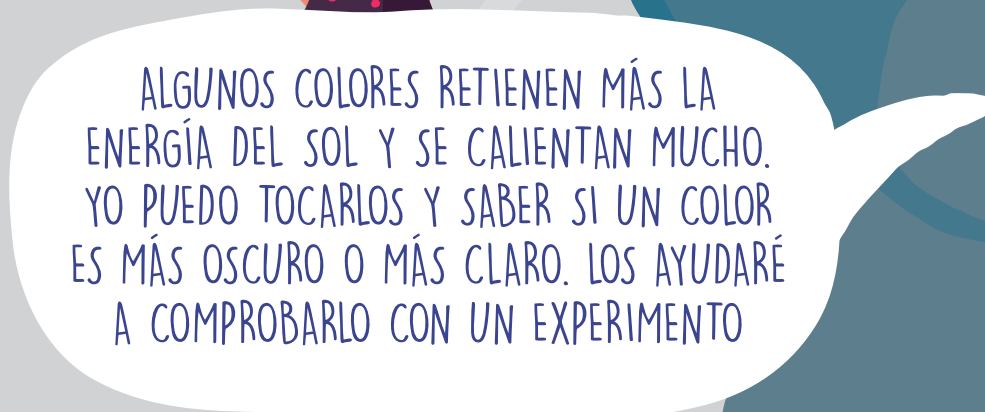 ALGUNOS COLORES RETIENEN MÁS LA
ENERGÍA DEL SOL Y SE CALIENTAN MUCHO.
YO PUEDO TOCARLOS Y SABER SI UN COLOR
ES MÁS OSCURO O MÁS CLARO. LOS AYUDARÉ
A COMPROBARLO CON UN EXPERIMENTO